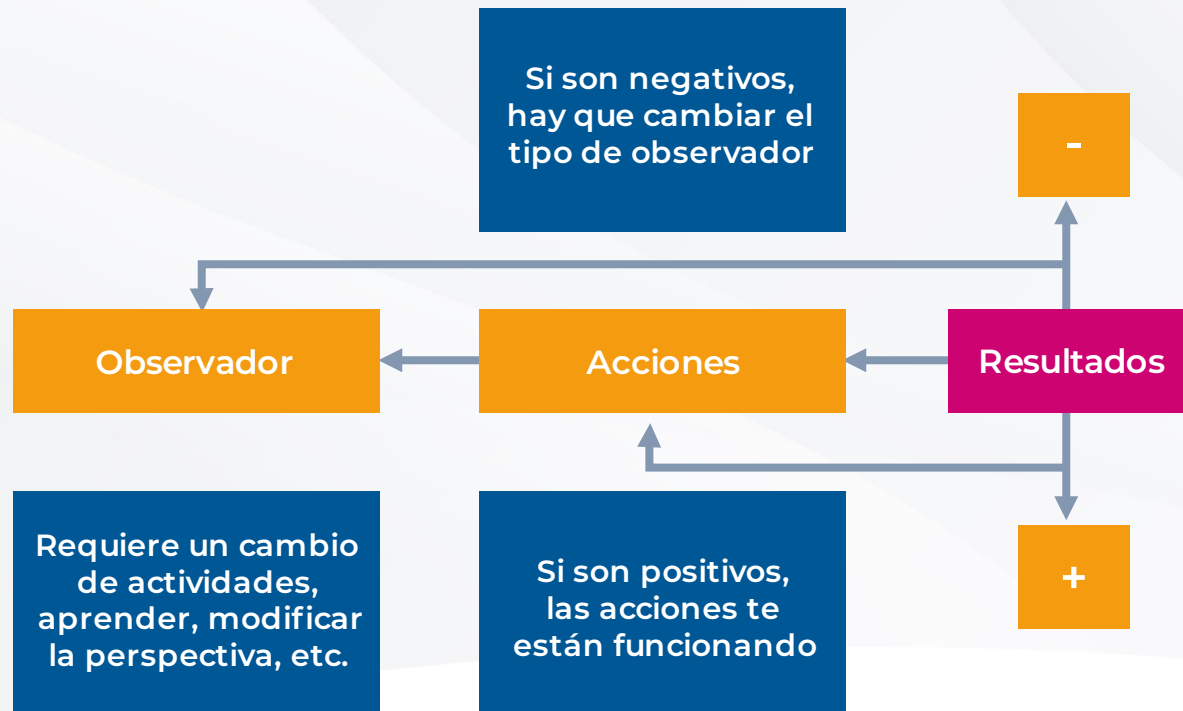 Si son negativos,
hay que cambiar el
tipo de observador
-
Observador
Acciones
Resultados
Requiere un cambio
de actividades,
aprender, modificar
la perspectiva, etc.
Si son positivos,
las acciones te
están funcionando
+